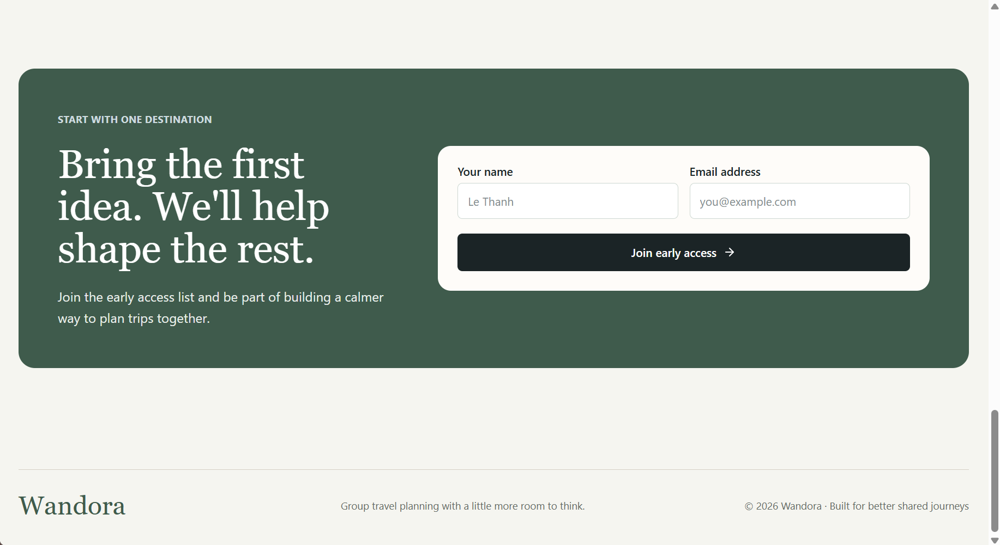 START WITH ONE DESTINATION
Bring the first
idea. We'll help
shape the rest.
Join the early access list and be part of building a calmer
way to plan trips together.
Your name
Email address
Le Thanh
you@example.com
Join early access →
Wandora
Group travel planning with a little more room to think.
© 2026 Wandora · Built for better shared journeys